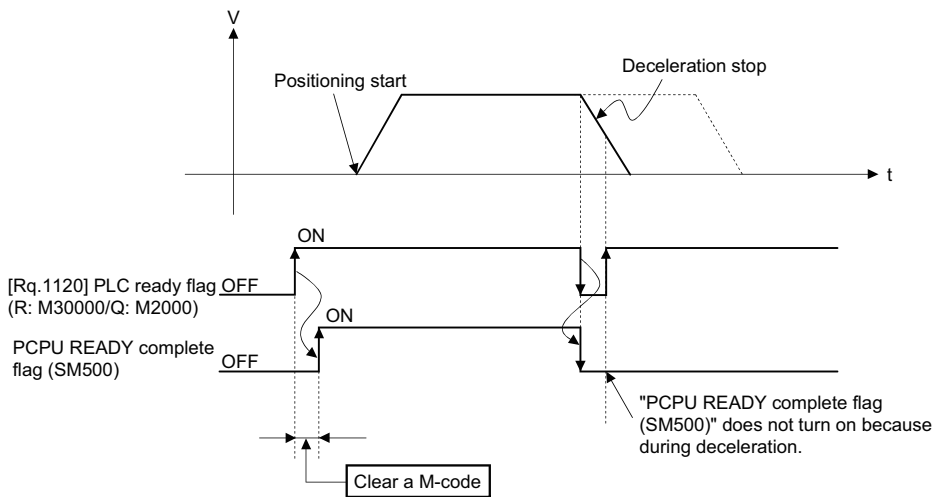 V
Positioning start
Deceleration stop
t
ON
[Rq.1120] PLC ready flag OFF
(R: M30000/Q: M2000)
ON
PCPU READY complete
flag (SM500)
OFF
"PCPU READY complete flag
(SM500)" does not turn on because
during deceleration.
Clear a M-code